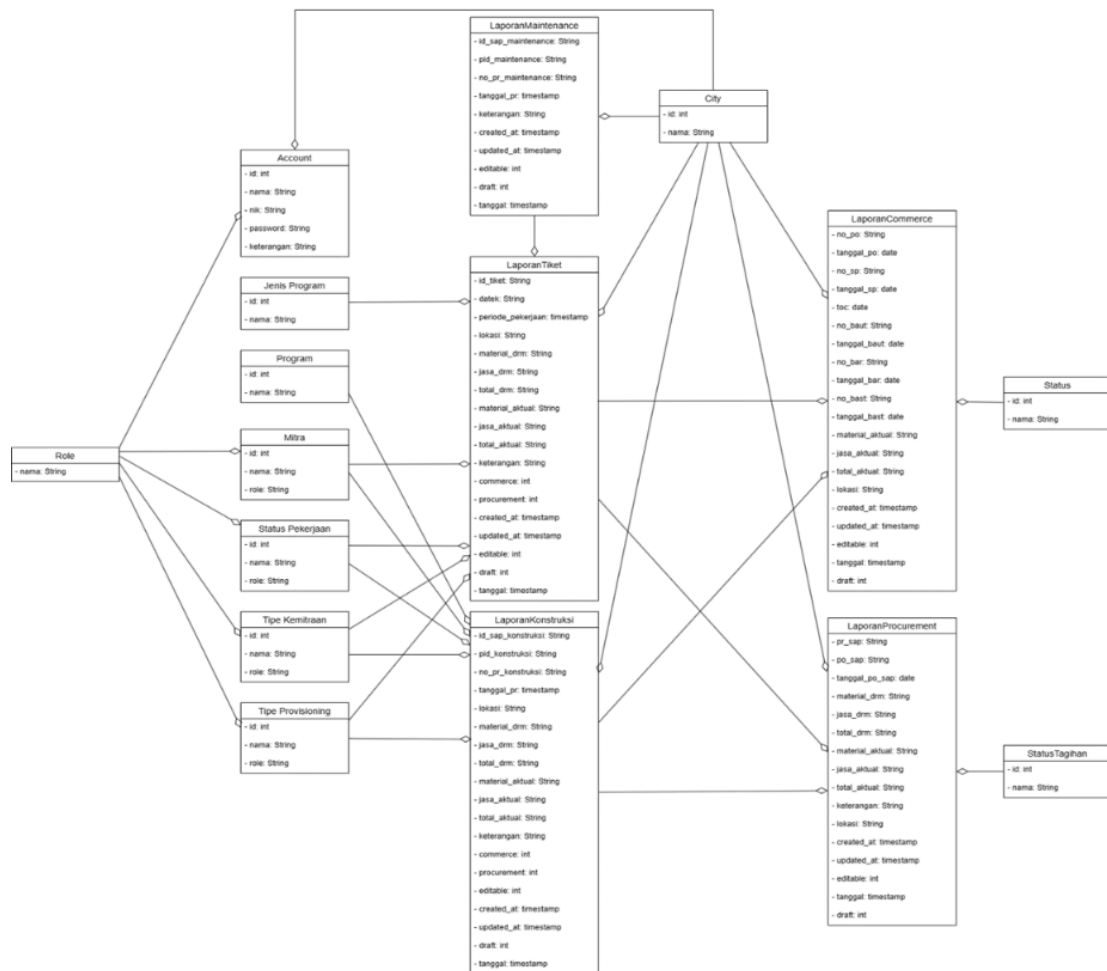 LaporanMaintenance
- id_sap_maintenance: String
- pid_maintenance: String
- no_pr_maintenance: String
- tanggal_pr: timestamp
- keterangan: String
- created_at: timestamp
- updated_at: timestamp
- editable: int
- draft: int
- tanggal: timestamp
City
- id: int
- nama: String
Account
- id: int
- nama: String
- nik: String
- password: String
- keterangan: String
Jenis Program
- id: int
- nama: String
Program
- id: int
- nama: String
Role
- nama: String
Mitra
- id: int
- nama: String
- role: String
Status Pekerjaan
- id: int
- nama: String
- role: String
Tipe Kemitraan
- id: int
- nama: String
- role: String
Tipe Provisioning
- id: int
- nama: String
- role: String
LaporanTiket
- id_tiket: String
- datek: String
- periode_pekerjaan: timestamp
- lokasi: String
- material_drm: String
- jasa_drm: String
- total_drm: String
- material_aktual: String
- jasa_aktual: String
- total_aktual: String
- keterangan: String
- commerce: int
- procurement: int
- created_at: timestamp
- updated_at: timestamp
- editable: int
- draft: int
- tanggal: timestamp
LaporanKonstruksi
- id_sap_konstruksi: String
- pid_konstruksi: String
- no_pr_konstruksi: String
- tanggal_pr: timestamp
- lokasi: String
- material_drm: String
- jasa_drm: String
- total_drm: String
- material_aktual: String
- jasa_aktual: String
- total_aktual: String
- keterangan: String
- commerce: int
- procurement: int
- editable: int
- created_at: timestamp
- updated_at: timestamp
- draft: int
- tanggal: timestamp
LaporanCommerce
- no_po: String
- tanggal_po: date
- no_sp: String
- tanggal_sp: date
- toc: date
- no_baut: String
- tanggal_baut: date
- no_bar: String
- tanggal_bar: date
- no_bast: String
- tanggal_bast: date
- material_aktual: String
- jasa_aktual: String
- total_aktual: String
- lokasi: String
- created_at: timestamp
- updated_at: timestamp
- editable: int
- tanggal: timestamp
- draft: int
Status
- id: int
- nama: String
LaporanProcurement
- pr_sap: String
- po_sap: String
- tanggal_po_sap: date
- material_drm: String
- jasa_drm: String
- total_drm: String
- material_aktual: String
- jasa_aktual: String
- total_aktual: String
- keterangan: String
- lokasi: String
- created_at: timestamp
- updated_at: timestamp
- editable: int
- tanggal: timestamp
- draft: int
StatusTagihan
- id: int
- nama: String